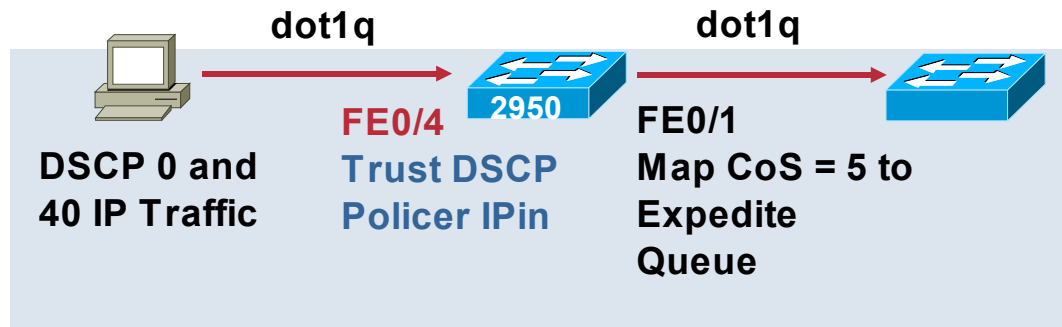 dot1q
dot1q
2950
DSCP 0 and
40 IP Traffic
FE0/4
Trust DSCP
Policer IPin
FE0/1
Map CoS = 5 to
Expedite
Queue